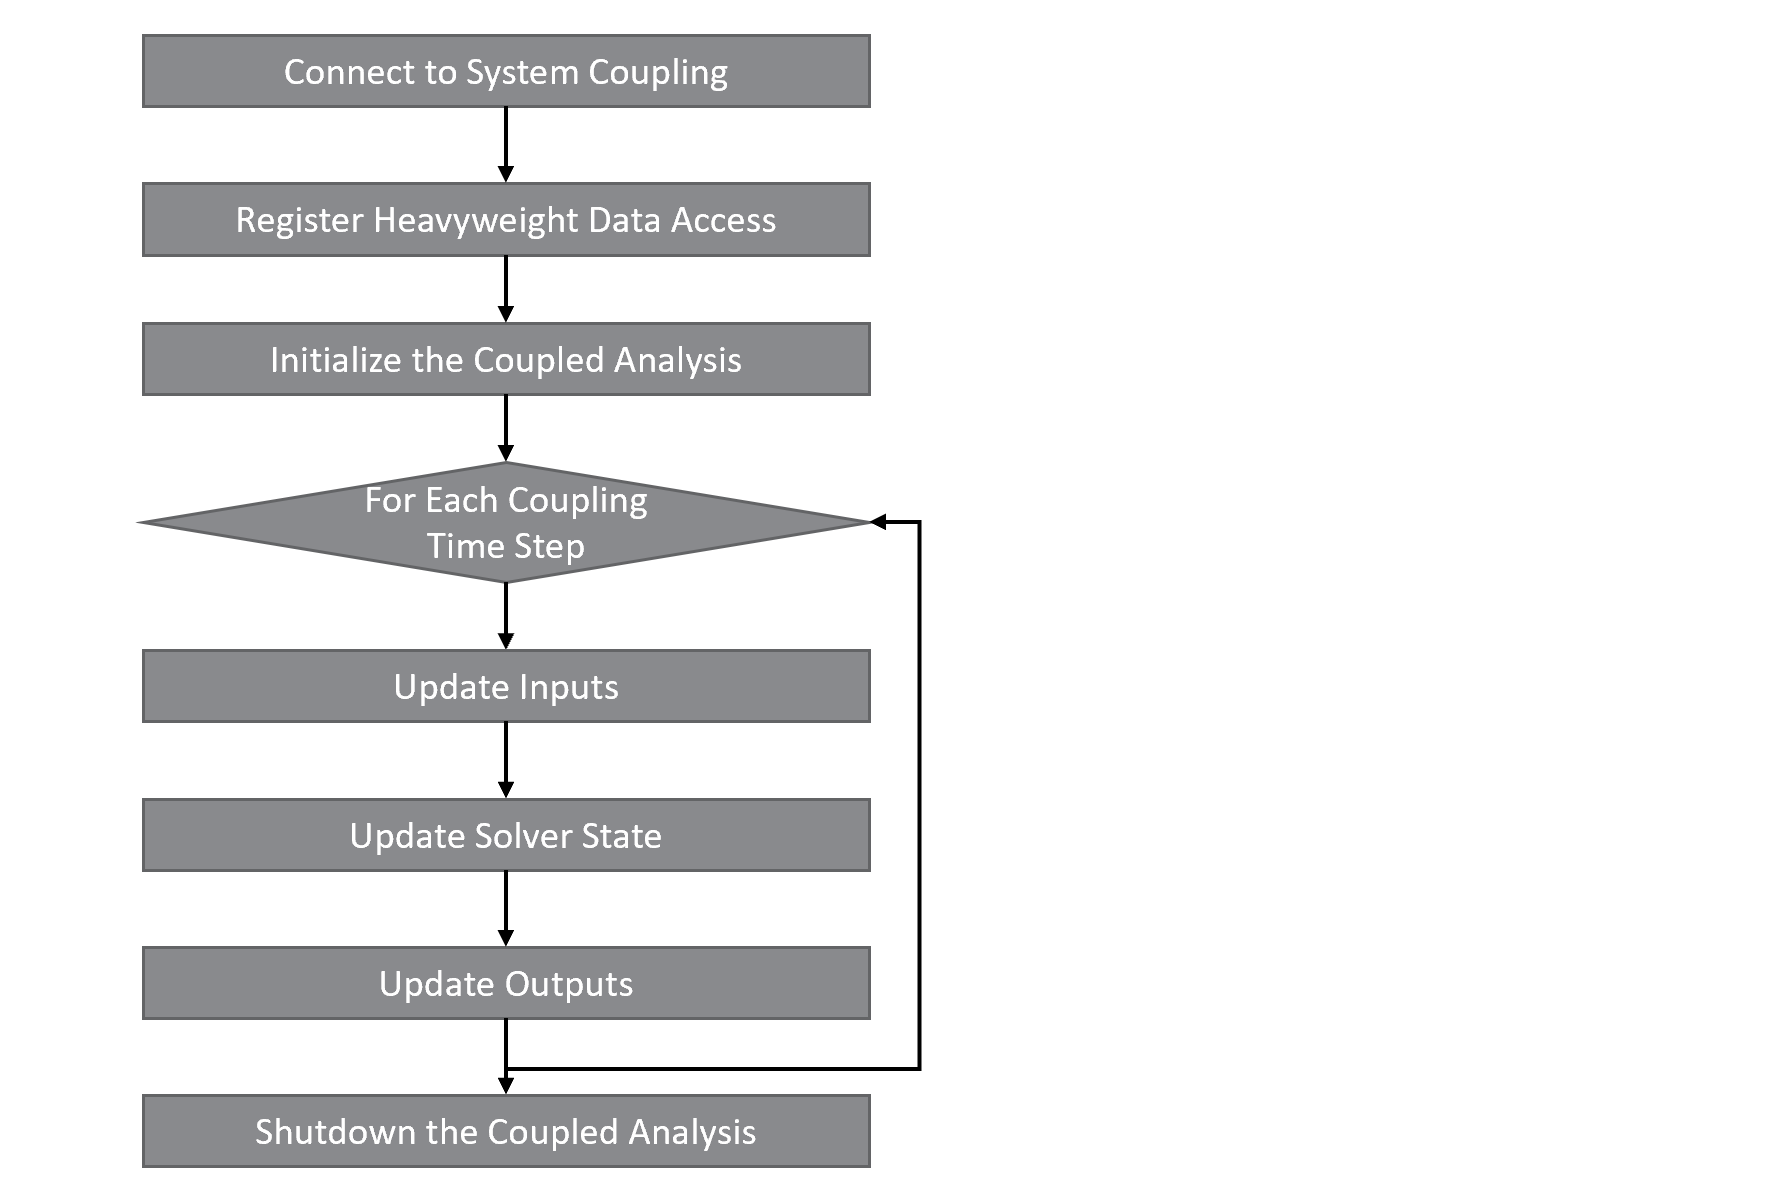 Connect to System Coupling
Register Heavyweight Data Access
Initialize the Coupled Analysis
For Each Coupling
Time Step
Update Inputs
Update Solver State
Update Outputs
Shutdown the Coupled Analysis